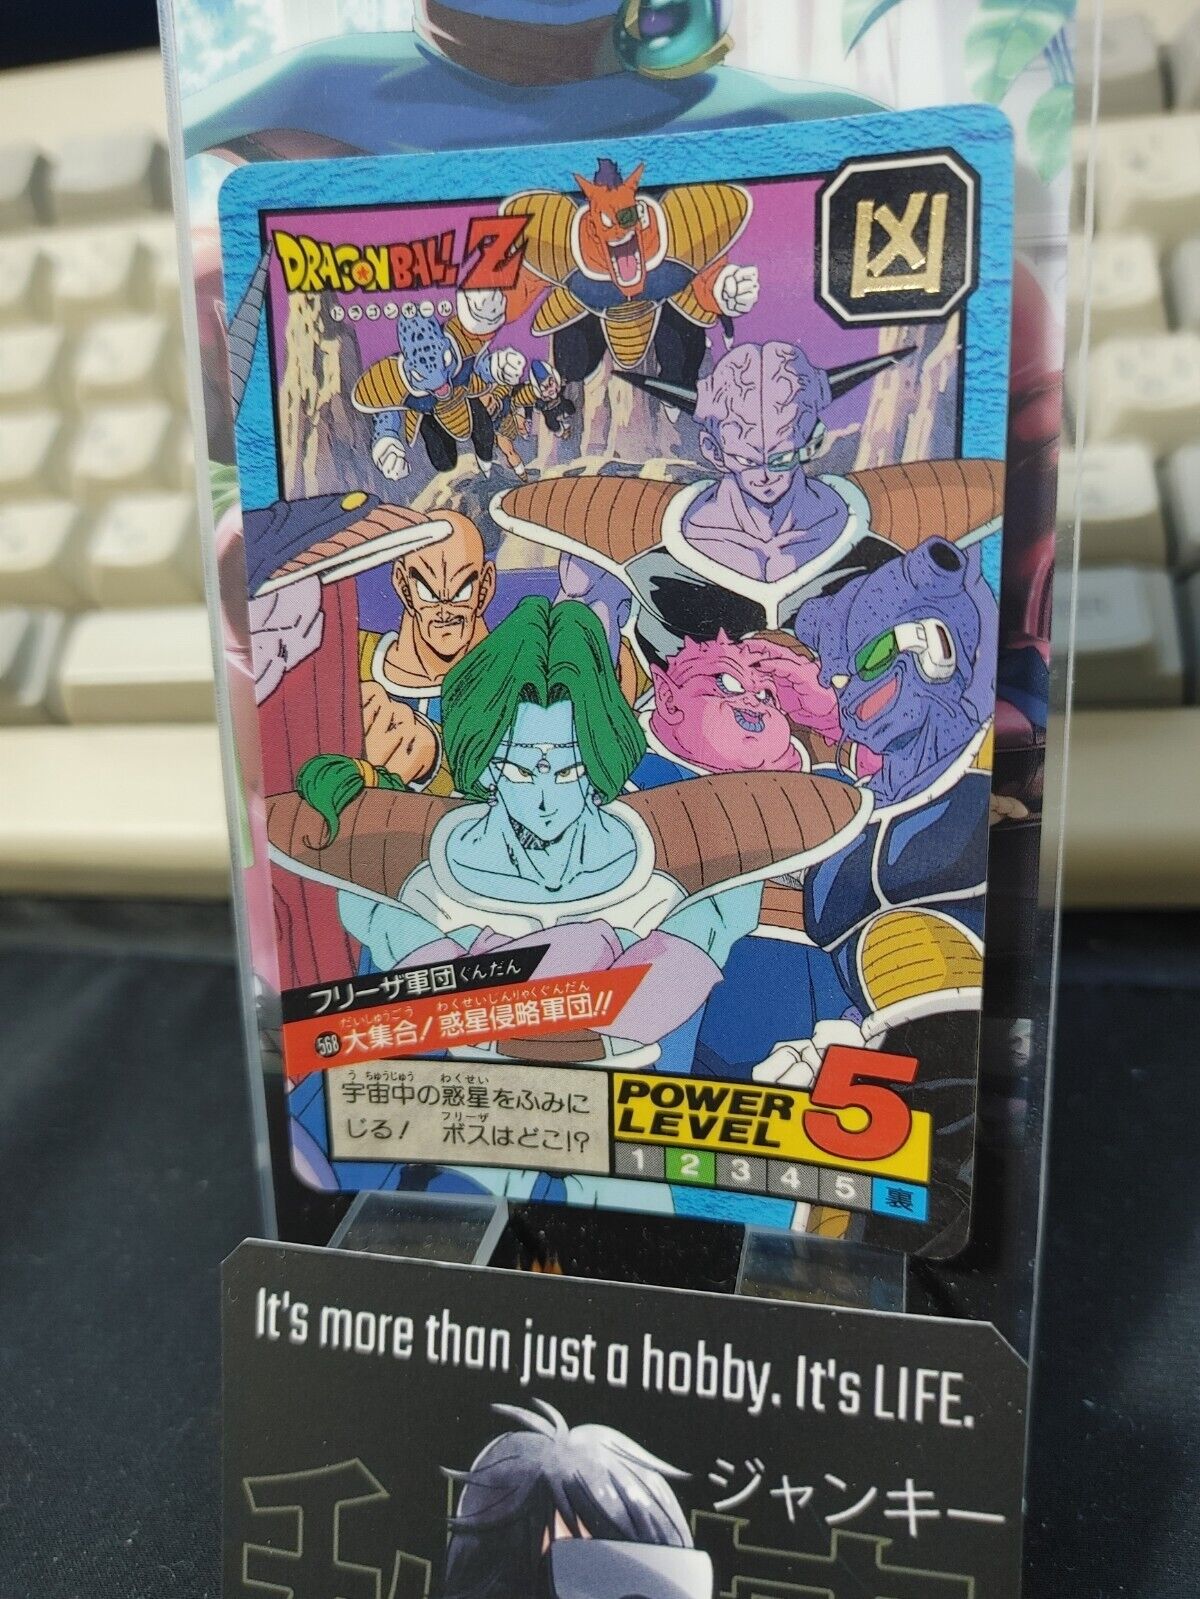 DRAGON BALL Z
ドラゴンボール
凶
フリーザ軍団ぐんだん
だいしゅうごう わくせいしんりゃくぐんだん
568 大集合! 惑星侵略軍団!!
うちゅうじゅう わくせい
宇宙中の惑星をふみに
フリーザ
じる! ボスはどこ!?
POWER
LEVEL 5
1 2 3 4 5 裏
It's more than just a hobby. It's LIFE.
ジャンキー